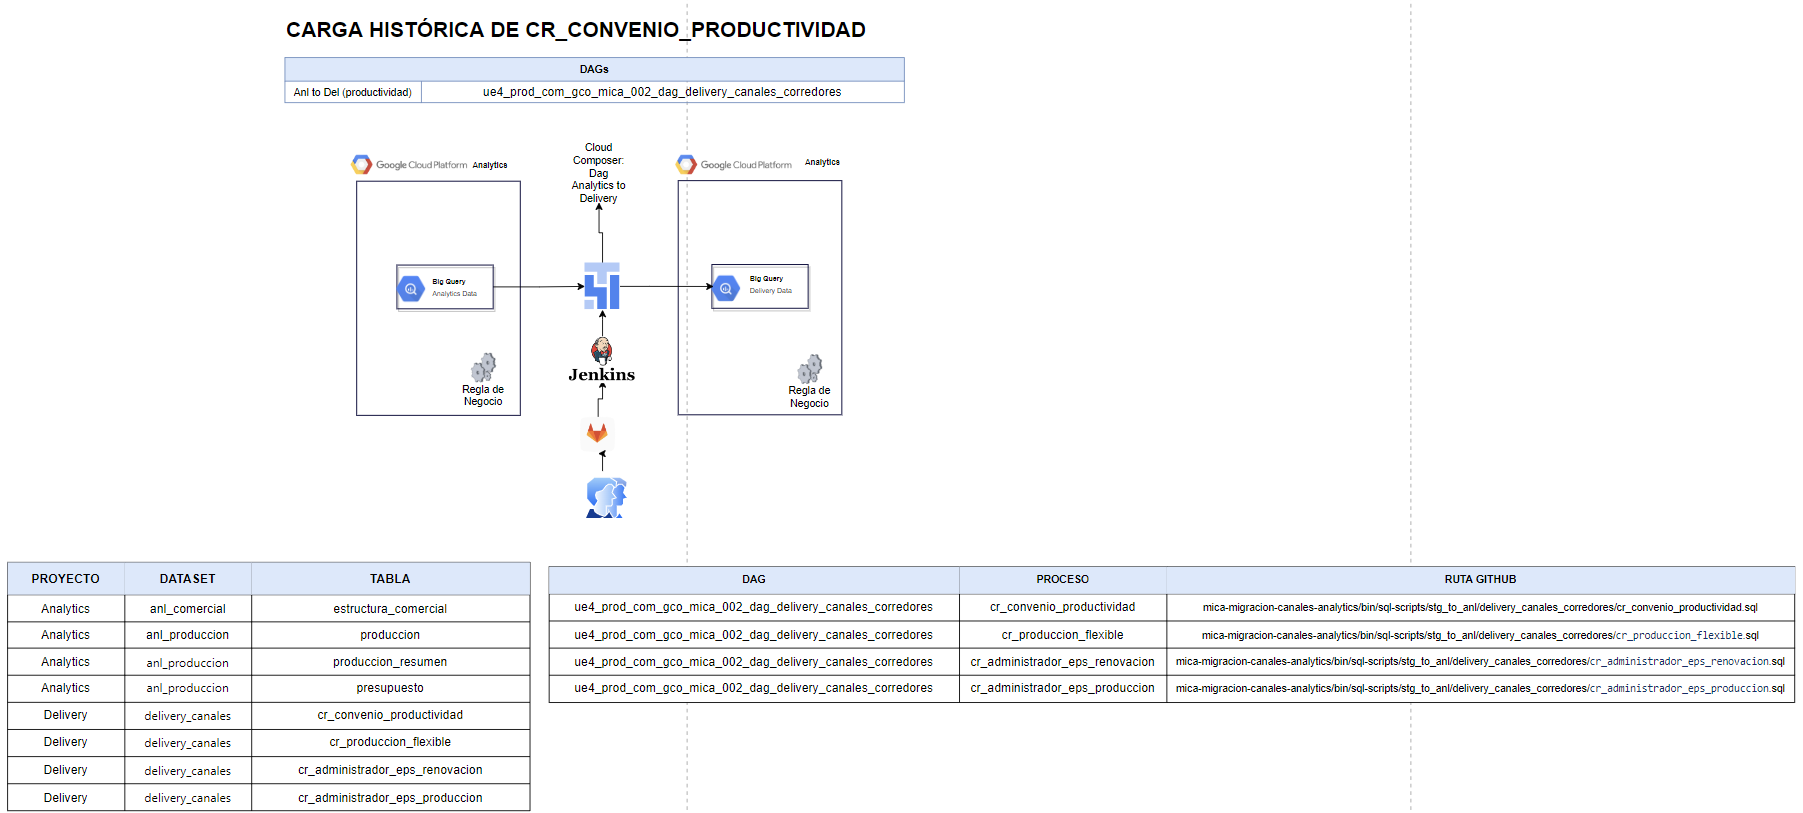 CARGA HISTÓRICA DE CR_CONVENIO_PRODUCTIVIDAD
DAGs
Anl to Del (productividad) ue4_prod_com_gco_mica_002_dag_delivery_canales_corredores
Cloud
Composer:
Dag
Analytics to
Delivery
Google Cloud Platform Analytics
Google Cloud Platform Analytics
Big Query
Analytics Data
Big Query
Delivery Data
Jenkins
Regla de
Negocio
Regla de
Negocio
PROYECTO DATASET TABLA
Analytics anl_comercial estructura_comercial
Analytics anl_produccion produccion
Analytics anl_produccion produccion_resumen
Analytics anl_produccion presupuesto
Delivery delivery_canales cr_convenio_productividad
Delivery delivery_canales cr_produccion_flexible
Delivery delivery_canales cr_administrador_eps_renovacion
Delivery delivery_canales cr_administrador_eps_produccion
DAG PROCESO RUTA GITHUB
ue4_prod_com_gco_mica_002_dag_delivery_canales_corredores cr_convenio_productividad mica-migracion-canales-analytics/bin/sql-scripts/stg_to_anl/delivery_canales_corredores/cr_convenio_productividad.sql
ue4_prod_com_gco_mica_002_dag_delivery_canales_corredores cr_produccion_flexible mica-migracion-canales-analytics/bin/sql-scripts/stg_to_anl/delivery_canales_corredores/cr_produccion_flexible.sql
ue4_prod_com_gco_mica_002_dag_delivery_canales_corredores cr_administrador_eps_renovacion mica-migracion-canales-analytics/bin/sql-scripts/stg_to_anl/delivery_canales_corredores/cr_administrador_eps_renovacion.sql
ue4_prod_com_gco_mica_002_dag_delivery_canales_corredores cr_administrador_eps_produccion mica-migracion-canales-analytics/bin/sql-scripts/stg_to_anl/delivery_canales_corredores/cr_administrador_eps_produccion.sql